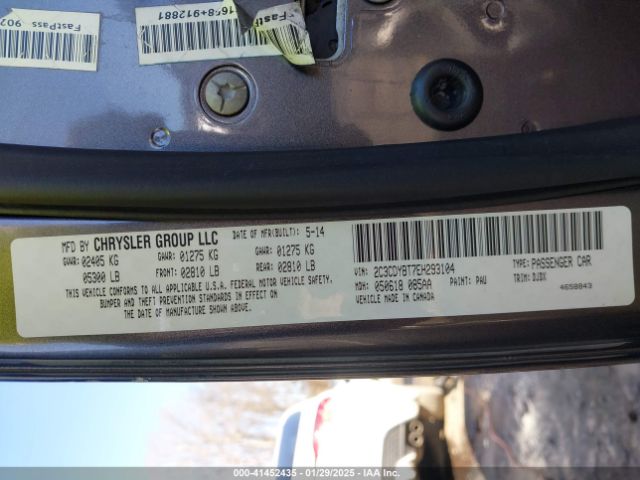 FastPass 902
1658+912881
FastPa
MFD BY CHRYSLER GROUP LLC DATE OF MFR(BUILT): 5-14
GVWR: 02405 KG GAWR: 01275 KG GAWR: 01275 KG
05300 LB FRONT: 02810 LB REAR: 02810 LB
THIS VEHICLE CONFORMS TO ALL APPLICABLE U.S.A. FEDERAL MOTOR VEHICLE SAFETY,
BUMPER AND THEFT PREVENTION STANDARDS IN EFFECT ON
THE DATE OF MANUFACTURE SHOWN ABOVE.
VIN: 2C3CDYBT7EH293104 TYPE: PASSENGER CAR
MDH: 050618 085AA PAINT: PAU TRIM: DJDX
VEHICLE MADE IN CANADA 4658843
000-41452435 | 01/29/2025 | IAA Inc.